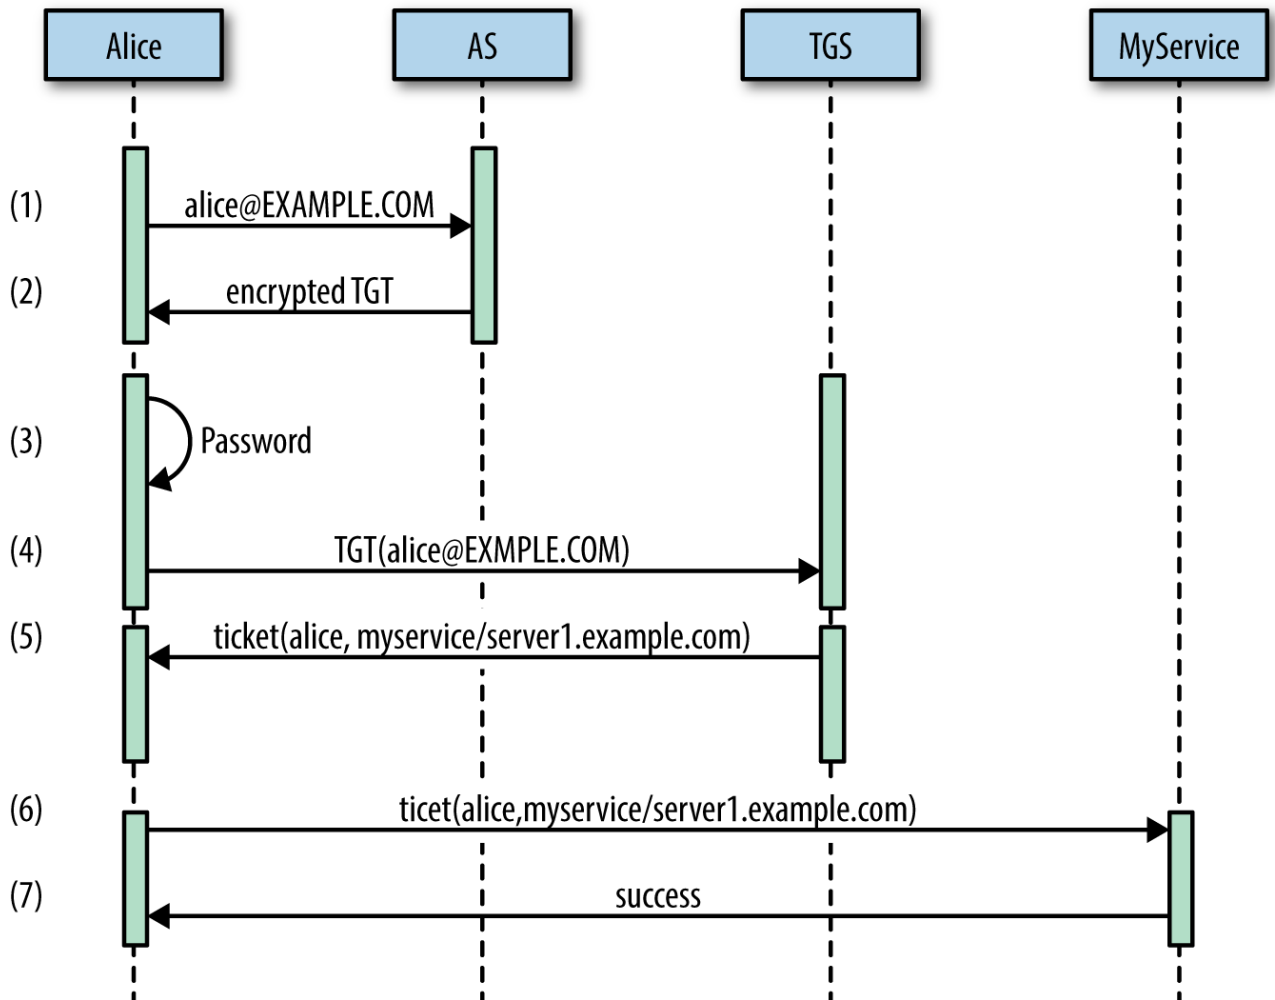 Alice
AS
TGS
MyService
(1)
alice@EXAMPLE.COM
(2)
encrypted TGT
(3)
Password
(4)
TGT(alice@EXMPLE.COM)
(5)
ticket(alice, myservice/server1.example.com)
(6)
ticet(alice,myservice/server1.example.com)
(7)
success